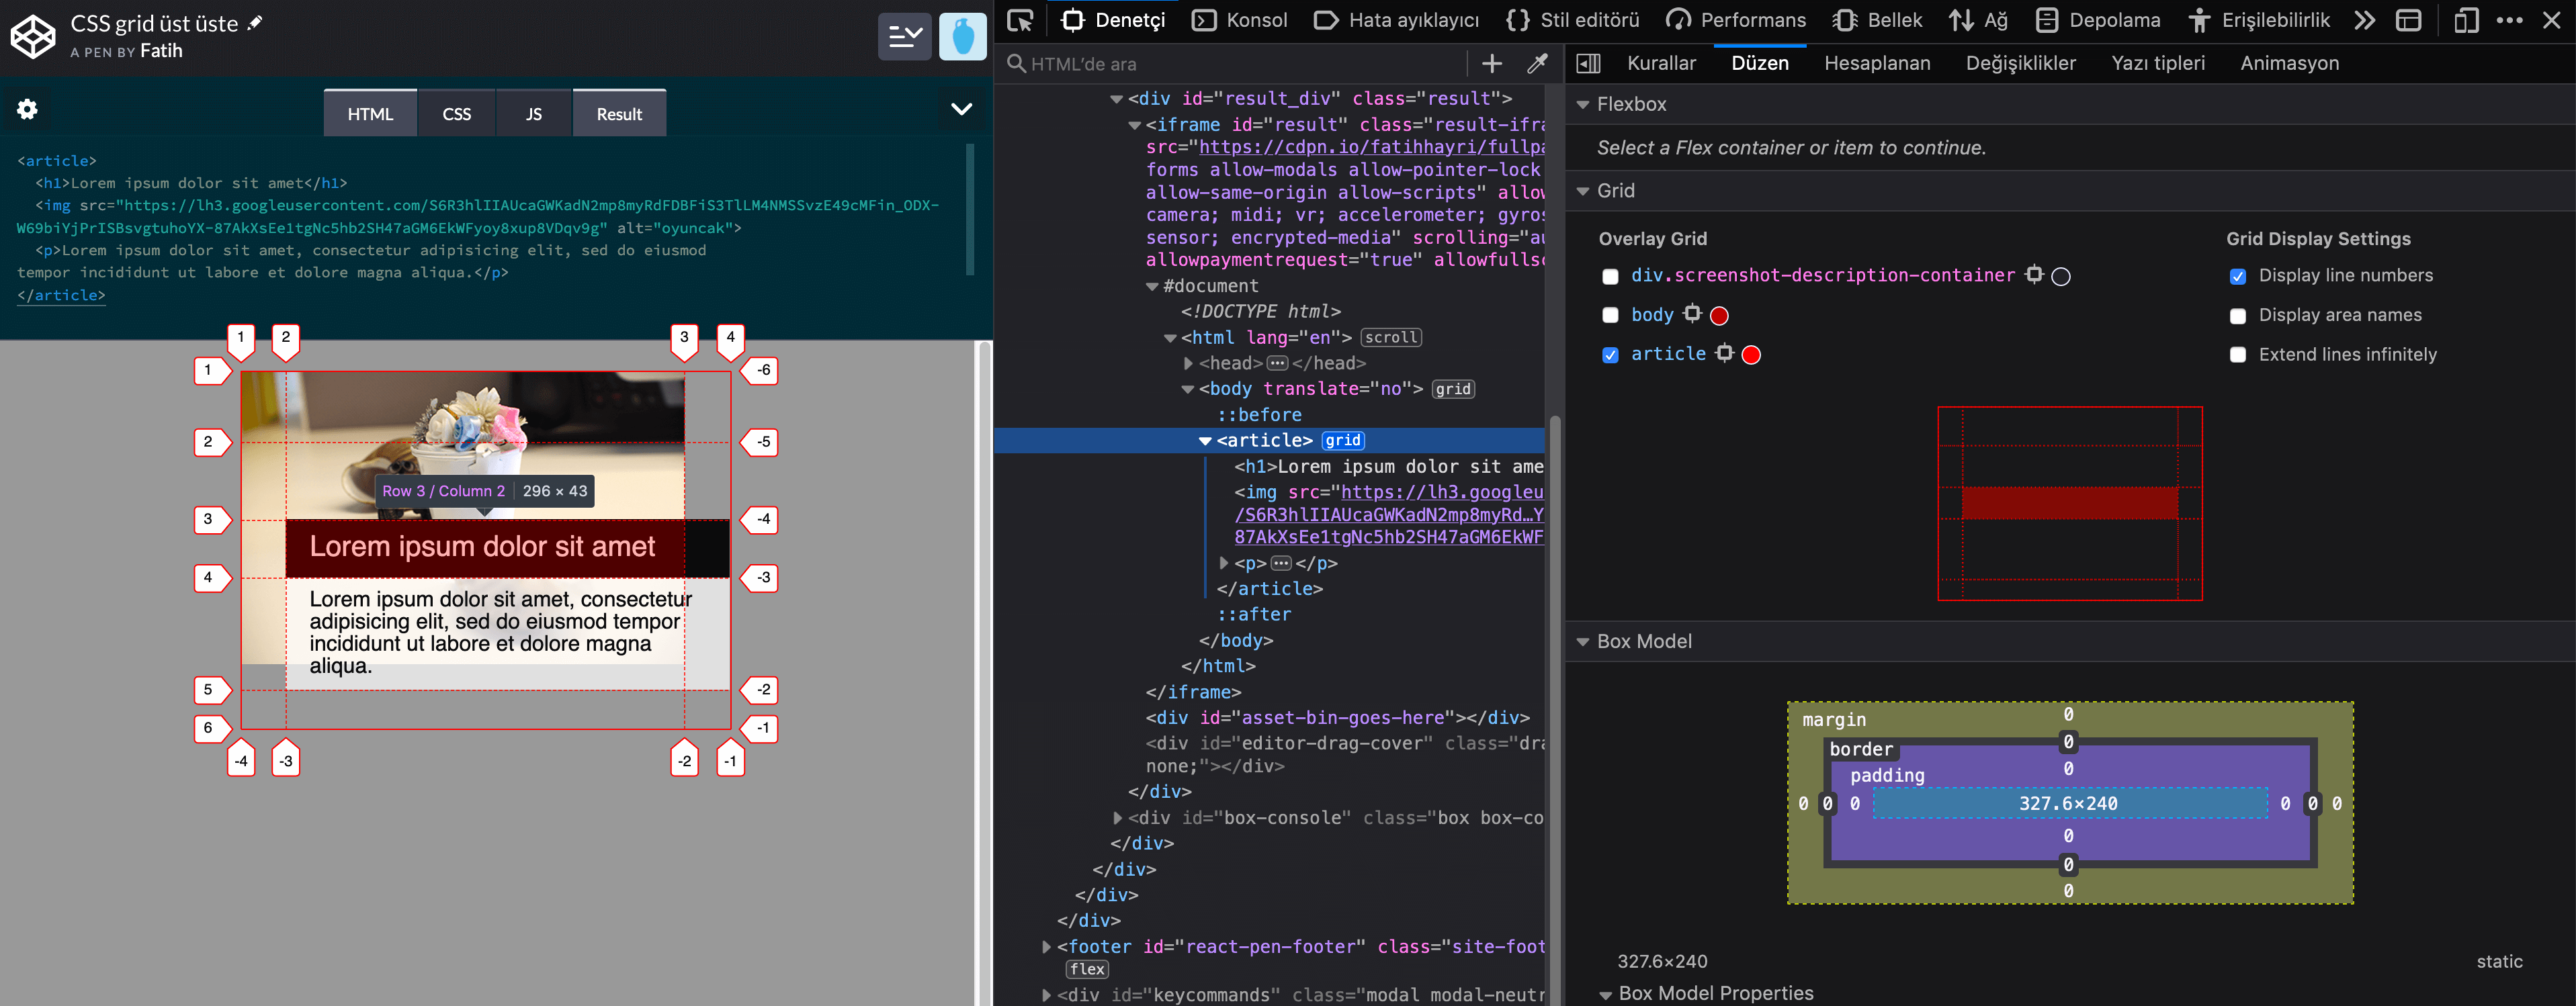 CSS grid üst üste
A PEN BY Fatih
HTML
CSS
JS
Result
<article>
<h1>Lorem ipsum dolor sit amet</h1>
<img src="https://lh3.googleusercontent.com/S6R3hlIIAUcaGWKadN2mp8myRdFDBFiS3TlLM4NMSSvzE49cMFin_ODX-
W69biYjPrISBsvgtuhoYX-87AkXsEe1tgNc5hb2SH47aGM6EkWFyoy8xup8VDqv9g" alt="oyuncak">
<p>Lorem ipsum dolor sit amet, consectetur adipisicing elit, sed do eiusmod
tempor incididunt ut labore et dolore magna aliqua.</p>
</article>
1 2 3 4
1 -6
2 -5
Row 3 / Column 2 296 × 43
3 -4
Lorem ipsum dolor sit amet
4 -3
Lorem ipsum dolor sit amet, consectetur
adipisicing elit, sed do eiusmod tempor
incididunt ut labore et dolore magna
aliqua.
5 -2
6 -1
-4 -3 -2 -1
Denetçi
Konsol
Hata ayıklayıcı
Stil editörü
Performans
Bellek
Ağ
Depolama
Erişilebilirlik
HTML'de ara
<div id="result_div" class="result">
<iframe id="result" class="result-ifra
src="https://cdpn.io/fatihhayri/fullpa
forms allow-modals allow-pointer-lock
allow-same-origin allow-scripts" allow
camera; midi; vr; accelerometer; gyros
sensor; encrypted-media" scrolling="au
allowpaymentrequest="true" allowfullsc
#document
<!DOCTYPE html>
<html lang="en"> scroll
<head>•••</head>
<body translate="no"> grid
::before
<article> grid
<h1>Lorem ipsum dolor sit ame
<img src="https://lh3.googleu
/S6R3hlIIAUcaGWKadN2mp8myRd…Y
87AkXsEe1tgNc5hb2SH47aGM6EkWF
<p>•••</p>
</article>
::after
</body>
</html>
</iframe>
<div id="asset-bin-goes-here"></div>
<div id="editor-drag-cover" class="dra
none;"></div>
</div>
<div id="box-console" class="box box-co
</div>
</div>
</div>
</div>
<footer id="react-pen-footer" class="site-foot
flex
<div id="keycommands" class="modal modal-neutr
Kurallar
Düzen
Hesaplanan
Değişiklikler
Yazı tipleri
Animasyon
Flexbox
Select a Flex container or item to continue.
Grid
Overlay Grid
div.screenshot-description-container
body
article
Grid Display Settings
Display line numbers
Display area names
Extend lines infinitely
Box Model
margin 0
border 0
padding 0
0 0 0 327.6×240 0 0 0
0
0
0
327.6×240 static
Box Model Properties